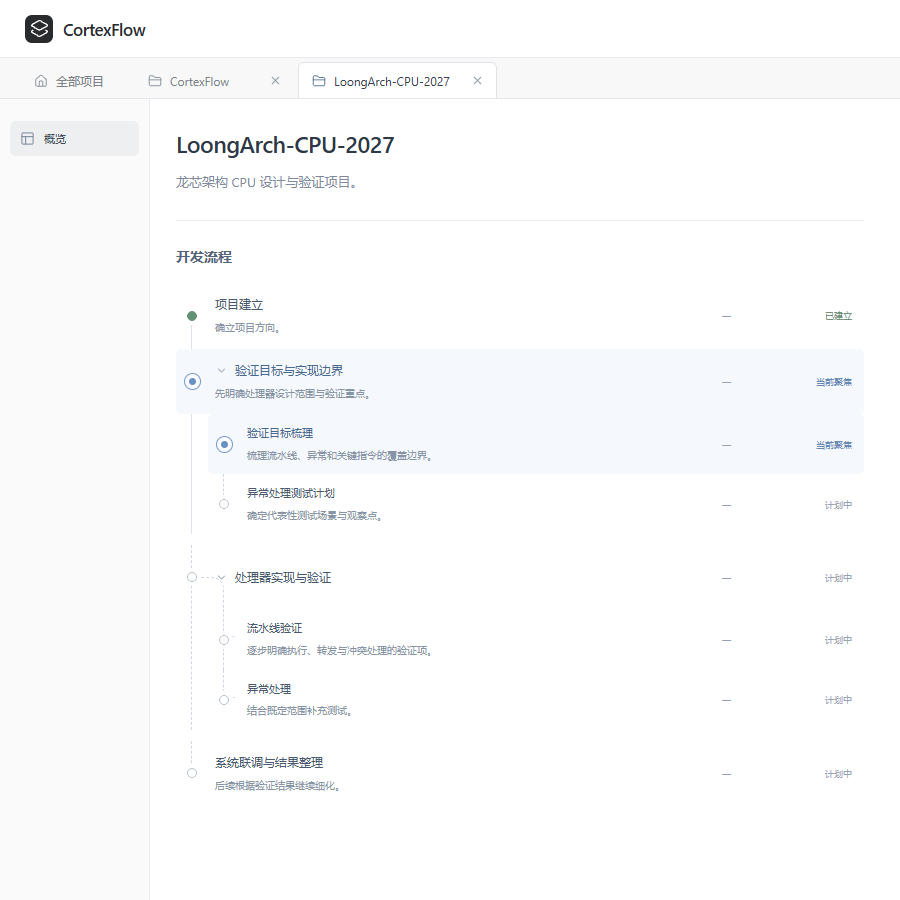 CortexFlow
全部项目
CortexFlow
LoongArch-CPU-2027
概览
LoongArch-CPU-2027
龙芯架构 CPU 设计与验证项目。
开发流程
项目建立
确立项目方向。
—
已建立
验证目标与实现边界
先明确处理器设计范围与验证重点。
—
当前聚焦
验证目标梳理
梳理流水线、异常和关键指令的覆盖边界。
—
当前聚焦
异常处理测试计划
确定代表性测试场景与观察点。
—
计划中
处理器实现与验证
—
计划中
流水线验证
逐步明确执行、转发与冲突处理的验证项。
—
计划中
异常处理
结合既定范围补充测试。
—
计划中
系统联调与结果整理
后续根据验证结果继续细化。
—
计划中